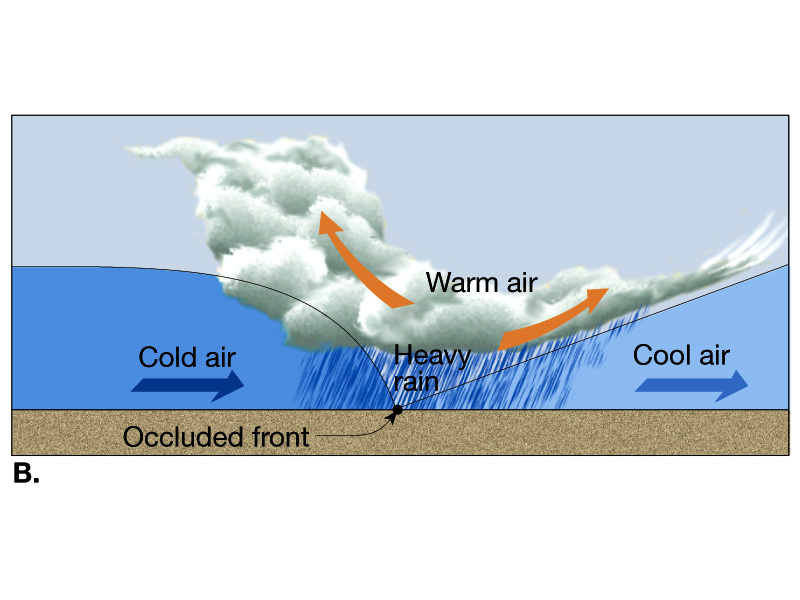 Warm air
Cold air
Heavy
rain
Cool air
Occluded front
B.